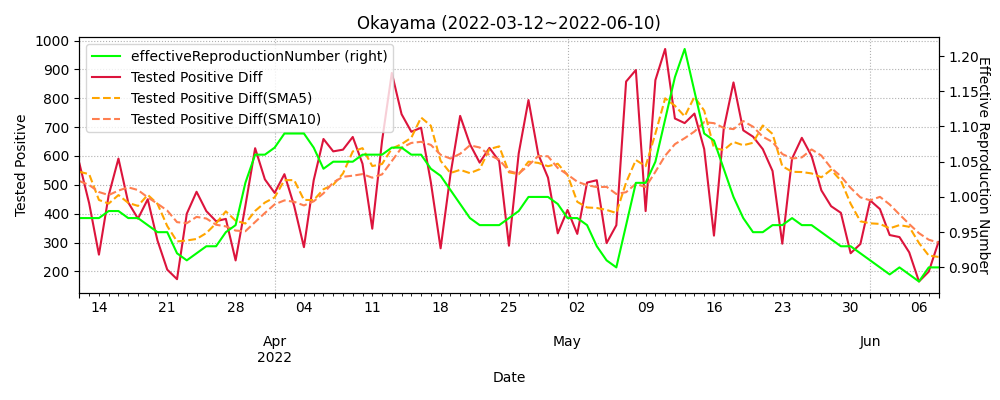 Okayama (2022-03-12~2022-06-10)
effectiveReproductionNumber (right)
Tested Positive Diff
Tested Positive Diff(SMA5)
Tested Positive Diff(SMA10)
Tested Positive
1000
900
800
700
600
500
400
300
200
Effective Reproduction Number
1.20
1.15
1.10
1.05
1.00
0.95
0.90
14 21 28 04 11 18 25 02 09 16 23 30 06
Apr May Jun
2022
Date